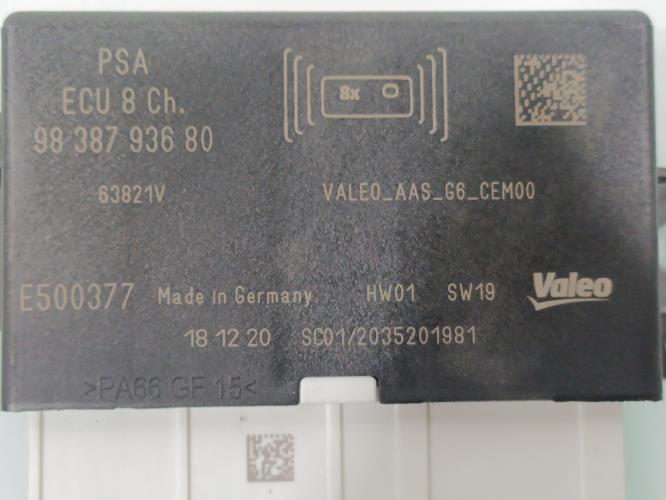 PSA
ECU 8 Ch.
8x
98 387 936 80
63821V
VALEO_AAS_G6_CEM00
E500377 Made in Germany HW01 SW19 Valeo
18 12 20 SC01/2035201981
>PA66 GF 15<